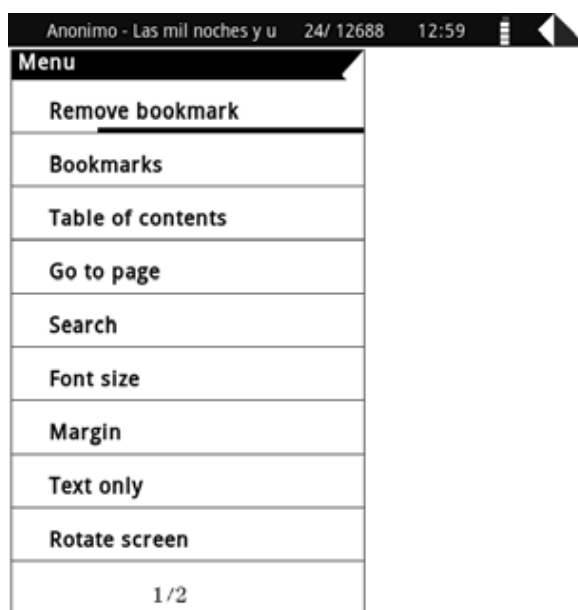 Anonimo - Las mil noches y u 24/ 12688 12:59
Menu
Remove bookmark
Bookmarks
Table of contents
Go to page
Search
Font size
Margin
Text only
Rotate screen
1/2